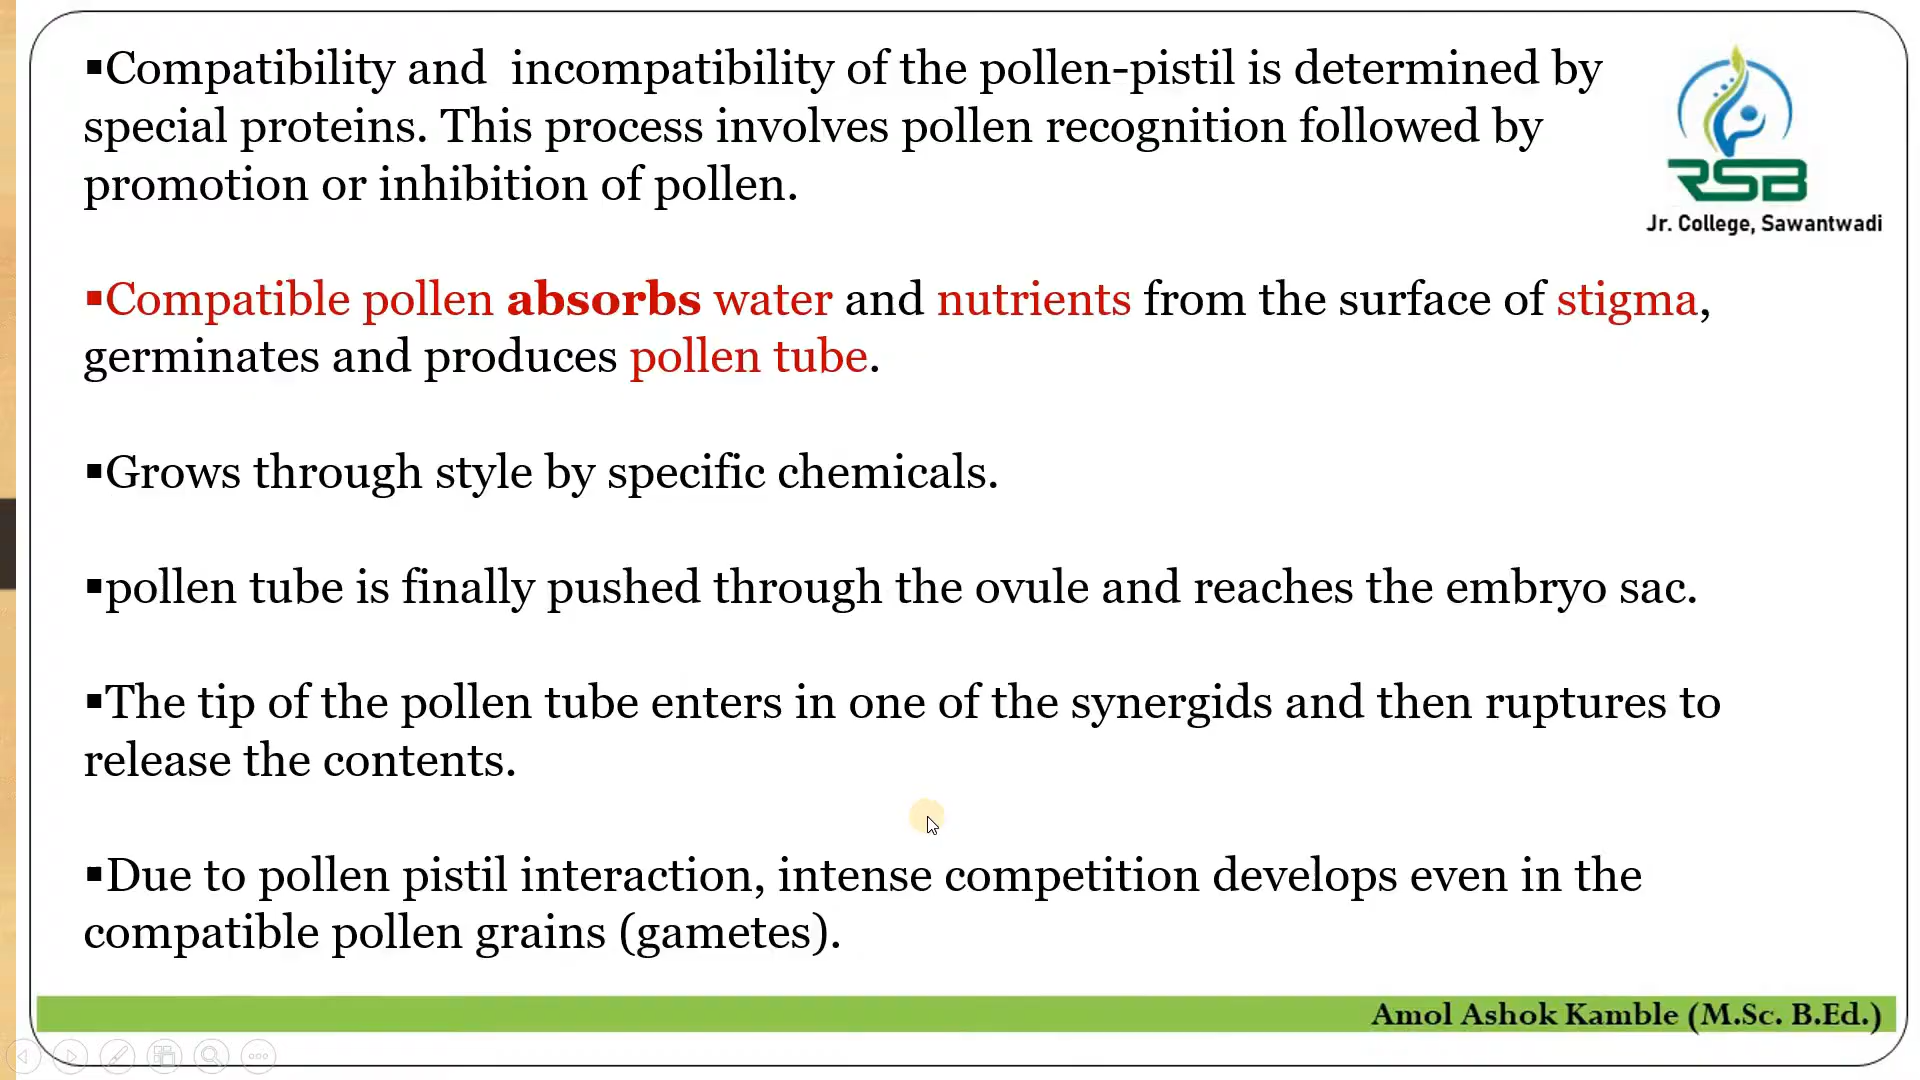 ▪Compatibility and incompatibility of the pollen-pistil is determined by
special proteins. This process involves pollen recognition followed by
promotion or inhibition of pollen.
RSB
Jr. College, Sawantwadi
▪Compatible pollen absorbs water and nutrients from the surface of stigma,
germinates and produces pollen tube.
▪Grows through style by specific chemicals.
▪pollen tube is finally pushed through the ovule and reaches the embryo sac.
▪The tip of the pollen tube enters in one of the synergids and then ruptures to
release the contents.
▪Due to pollen pistil interaction, intense competition develops even in the
compatible pollen grains (gametes).
Amol Ashok Kamble (M.Sc. B.Ed.)